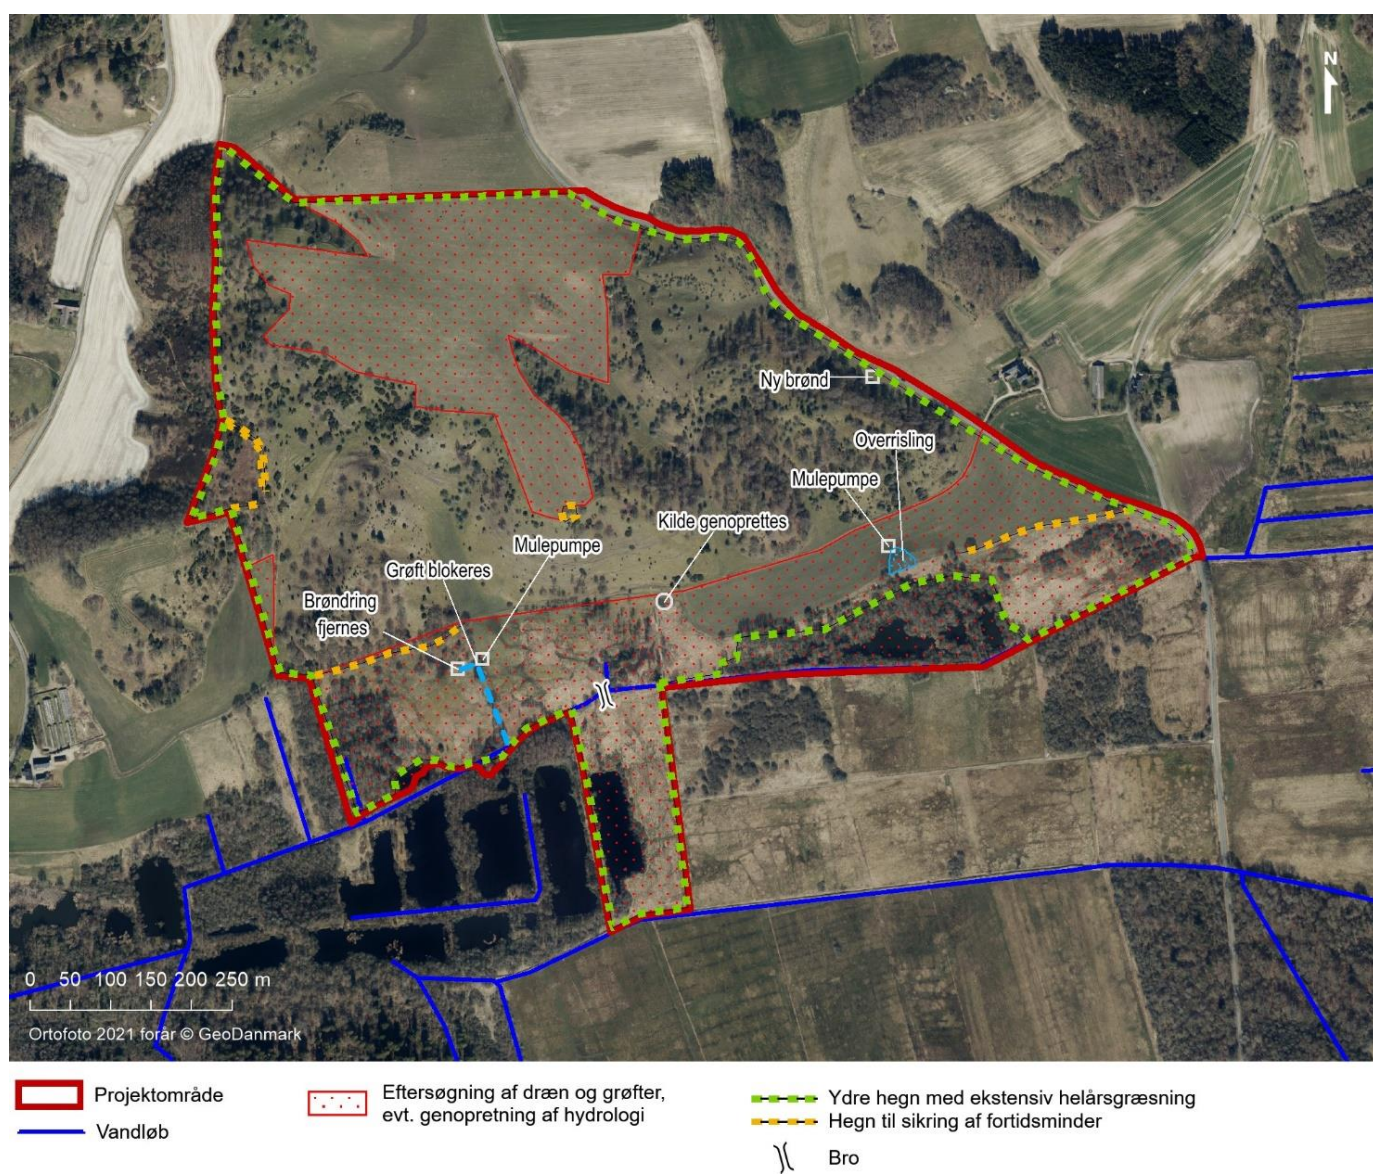 N
Ny brønd
Overrisling
Mulepumpe
Kilde genoprettes
Mulepumpe
Grøft blokeres
Brøndring
fjernes
0 50 100 150 200 250 m
Ortofoto 2021 forår © GeoDanmark
Projektområde
Vandløb
Eftersøgning af dræn og grøfter,
evt. genopretning af hydrologi
Ydre hegn med ekstensiv helårsgræsning
Hegn til sikring af fortidsminder
Bro